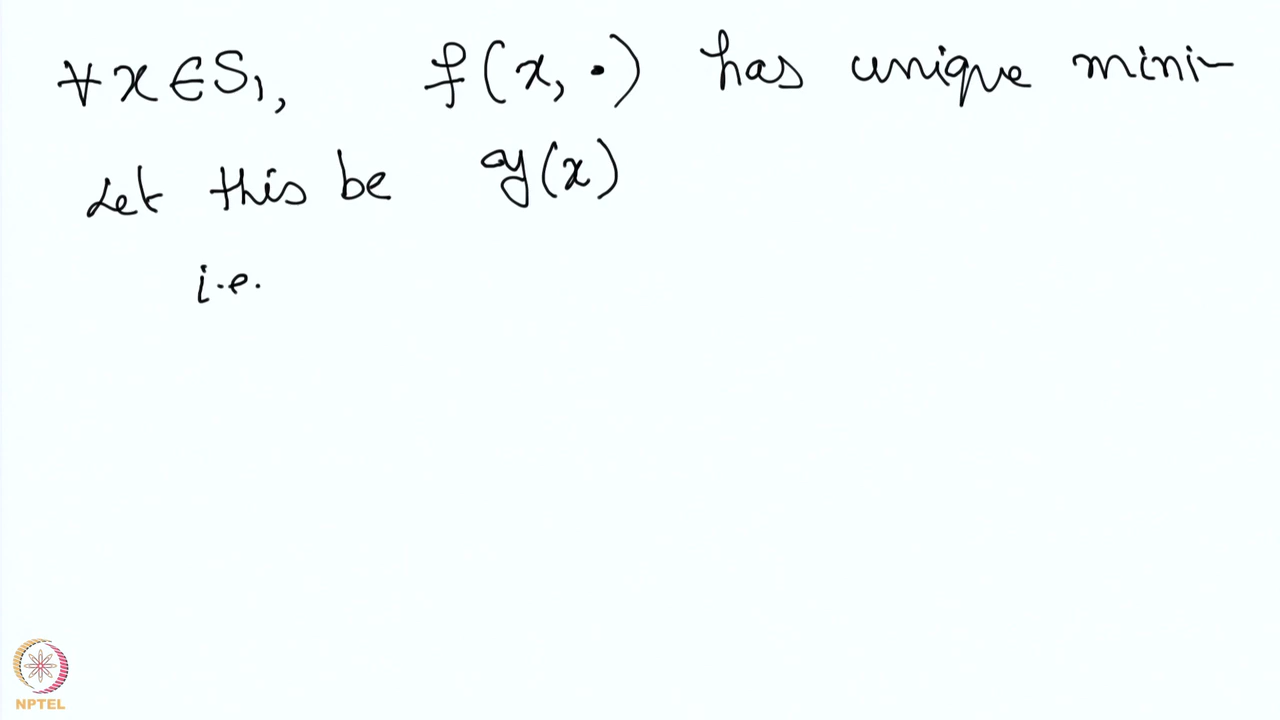 ∀ x ∈ S₁, f(x, ·) has unique mini-
Let this be y(x)
i.e.
NPTEL